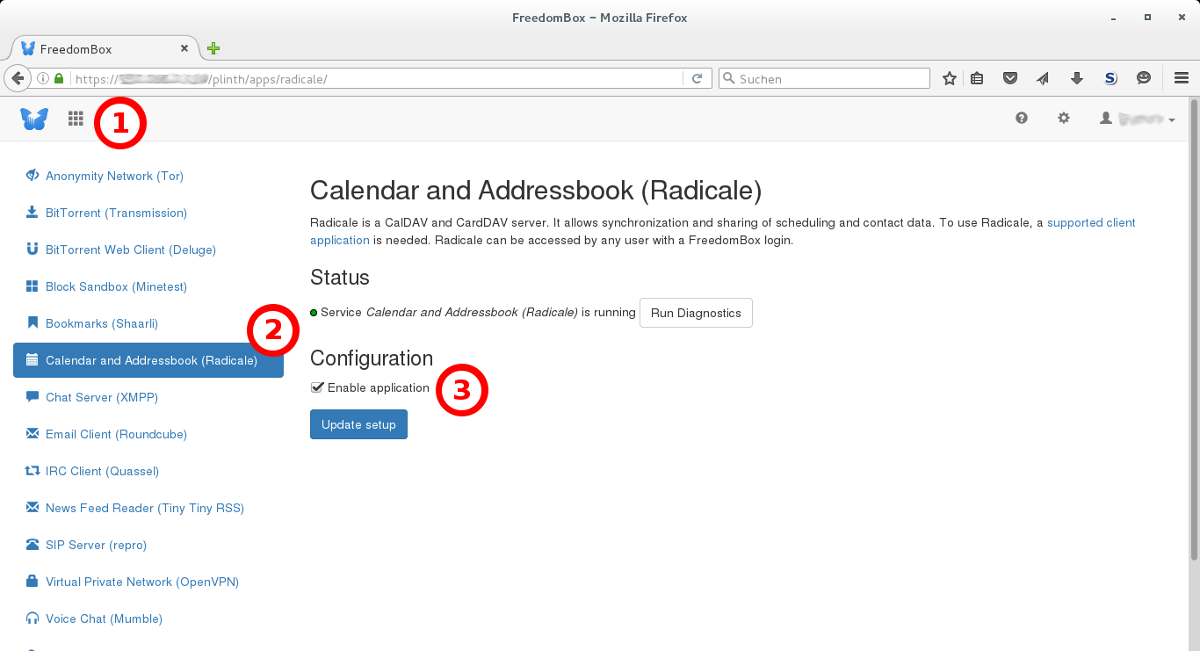 FreedomBox – Mozilla Firefox
FreedomBox
https:// /plinth/apps/radicale/
Suchen
S
1
Anonymity Network (Tor)
BitTorrent (Transmission)
BitTorrent Web Client (Deluge)
Block Sandbox (Minetest)
Bookmarks (Shaarli)
2
Calendar and Addressbook (Radicale)
Chat Server (XMPP)
Email Client (Roundcube)
IRC Client (Quassel)
News Feed Reader (Tiny Tiny RSS)
SIP Server (repro)
Virtual Private Network (OpenVPN)
Voice Chat (Mumble)
Calendar and Addressbook (Radicale)
Radicale is a CalDAV and CardDAV server. It allows synchronization and sharing of scheduling and contact data. To use Radicale, a supported client
application is needed. Radicale can be accessed by any user with a FreedomBox login.
Status
Service Calendar and Addressbook (Radicale) is running Run Diagnostics
Configuration
Enable application
3
Update setup